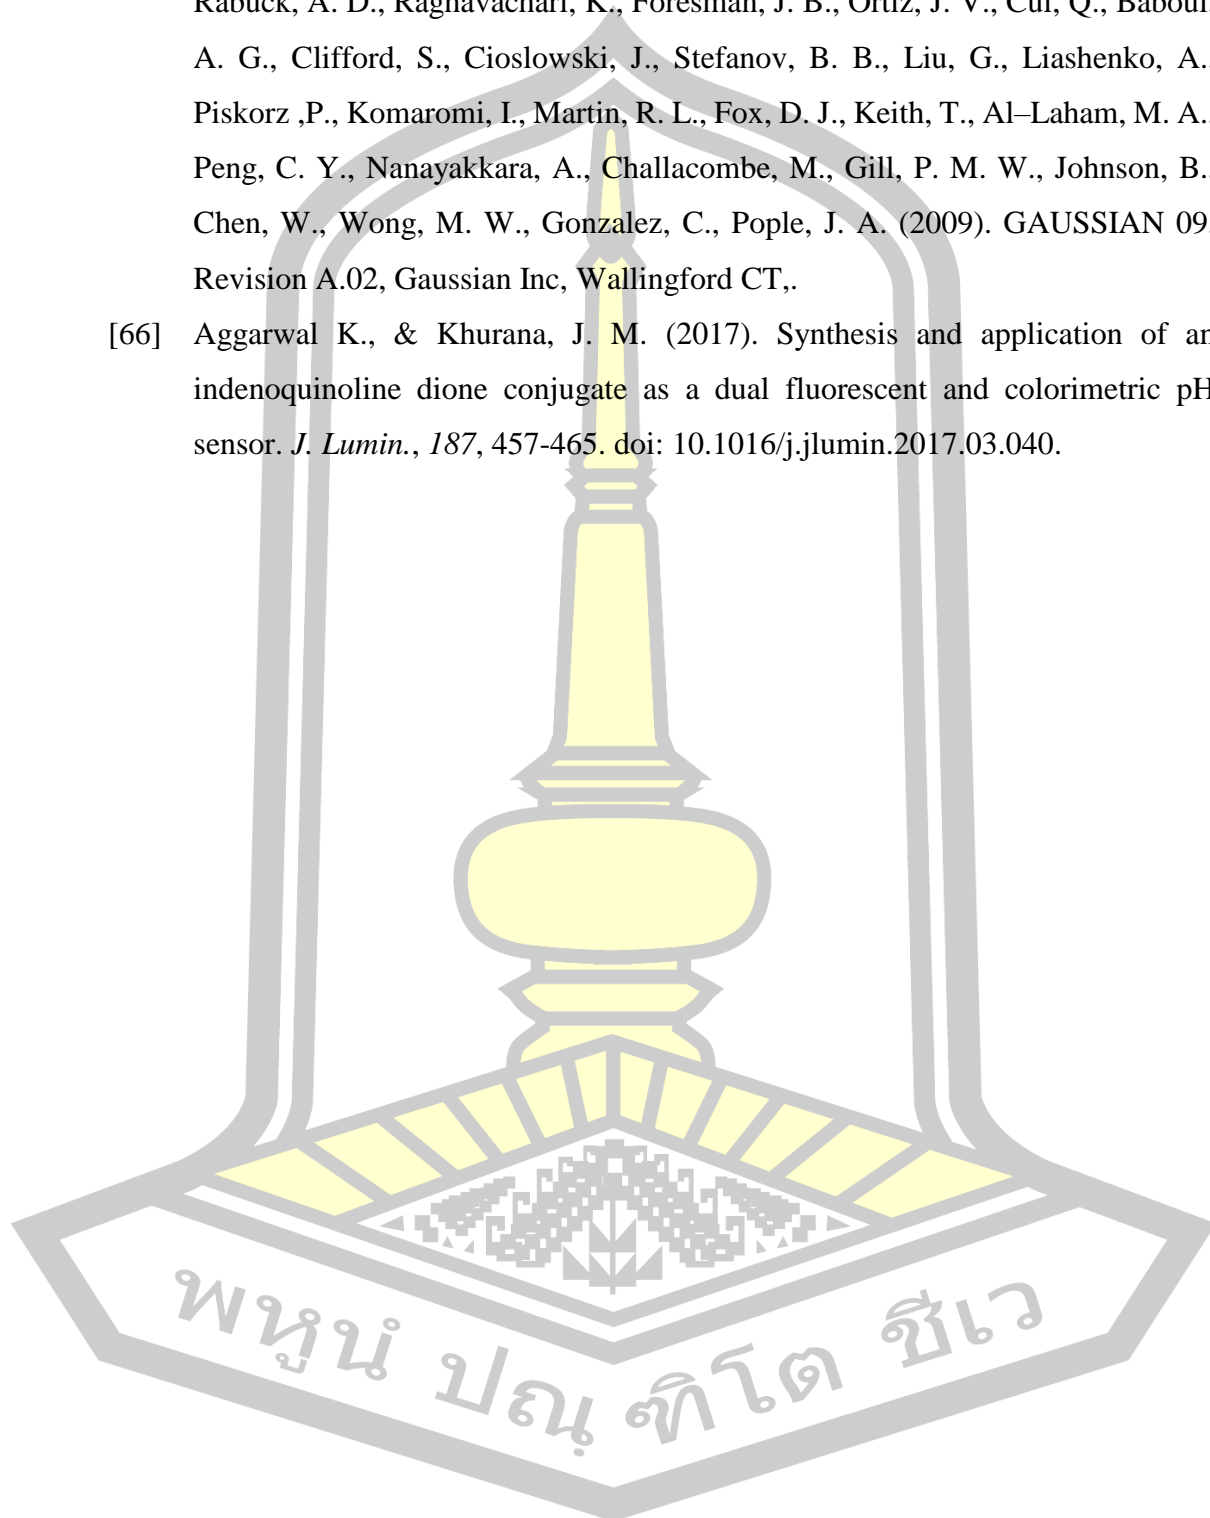 Rabuck, A. D., Raghavachari, K., Foresman, J. B., Ortiz, J. V., Cui, Q., Baboul.
A. G., Clifford, S., Cioslowski, J., Stefanov, B. B., Liu, G., Liashenko, A..
Piskorz ,P., Komaromi, I., Martin, R. L., Fox, D. J., Keith, T., Al–Laham, M. A..
Peng, C. Y., Nanayakkara, A., Challacombe, M., Gill, P. M. W., Johnson, B..
Chen, W., Wong, M. W., Gonzalez, C., Pople, J. A. (2009). GAUSSIAN 09.
Revision A.02, Gaussian Inc, Wallingford CT,.
[66] Aggarwal K., & Khurana, J. M. (2017). Synthesis and application of an
indenoquinoline dione conjugate as a dual fluorescent and colorimetric pH
sensor. J. Lumin., 187, 457-465. doi: 10.1016/j.jlumin.2017.03.040.
พหูนํ ปณฺฑิโต ชีเว